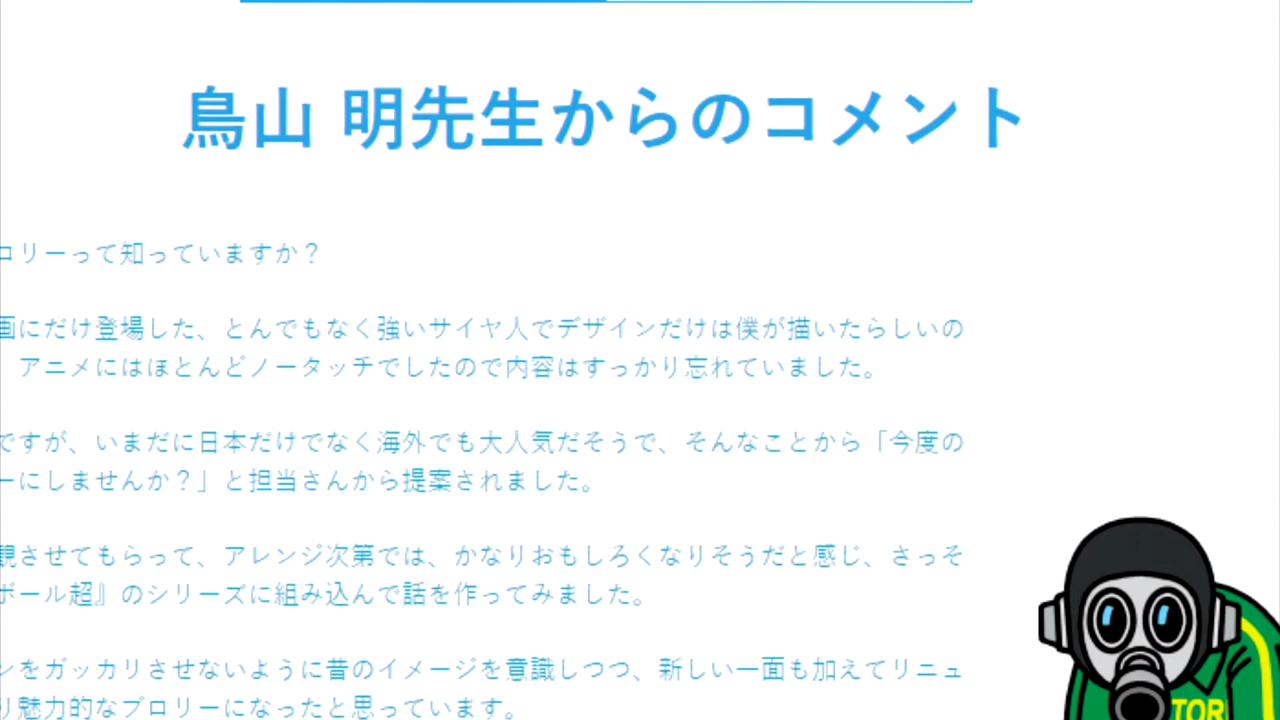 鳥山 明先生からのコメント
ロリーって知っていますか？
画にだけ登場した、とんでもなく強いサイヤ人でデザインだけは僕が描いたらしいの
アニメにはほとんどノータッチでしたので内容はすっかり忘れていました。
ですが、いまだに日本だけでなく海外でも大人気だそうで、そんなことから「今度の
ーにしませんか？」と担当さんから提案されました。
観させてもらって、アレンジ次第では、かなりおもしろくなりそうだと感じ、さっそ
ボール超』のシリーズに組み込んで話を作ってみました。
ンをガッカリさせないように昔のイメージを意識しつつ、新しい一面も加えてリニュ
り魅力的なブロリーになったと思っています。
TOR